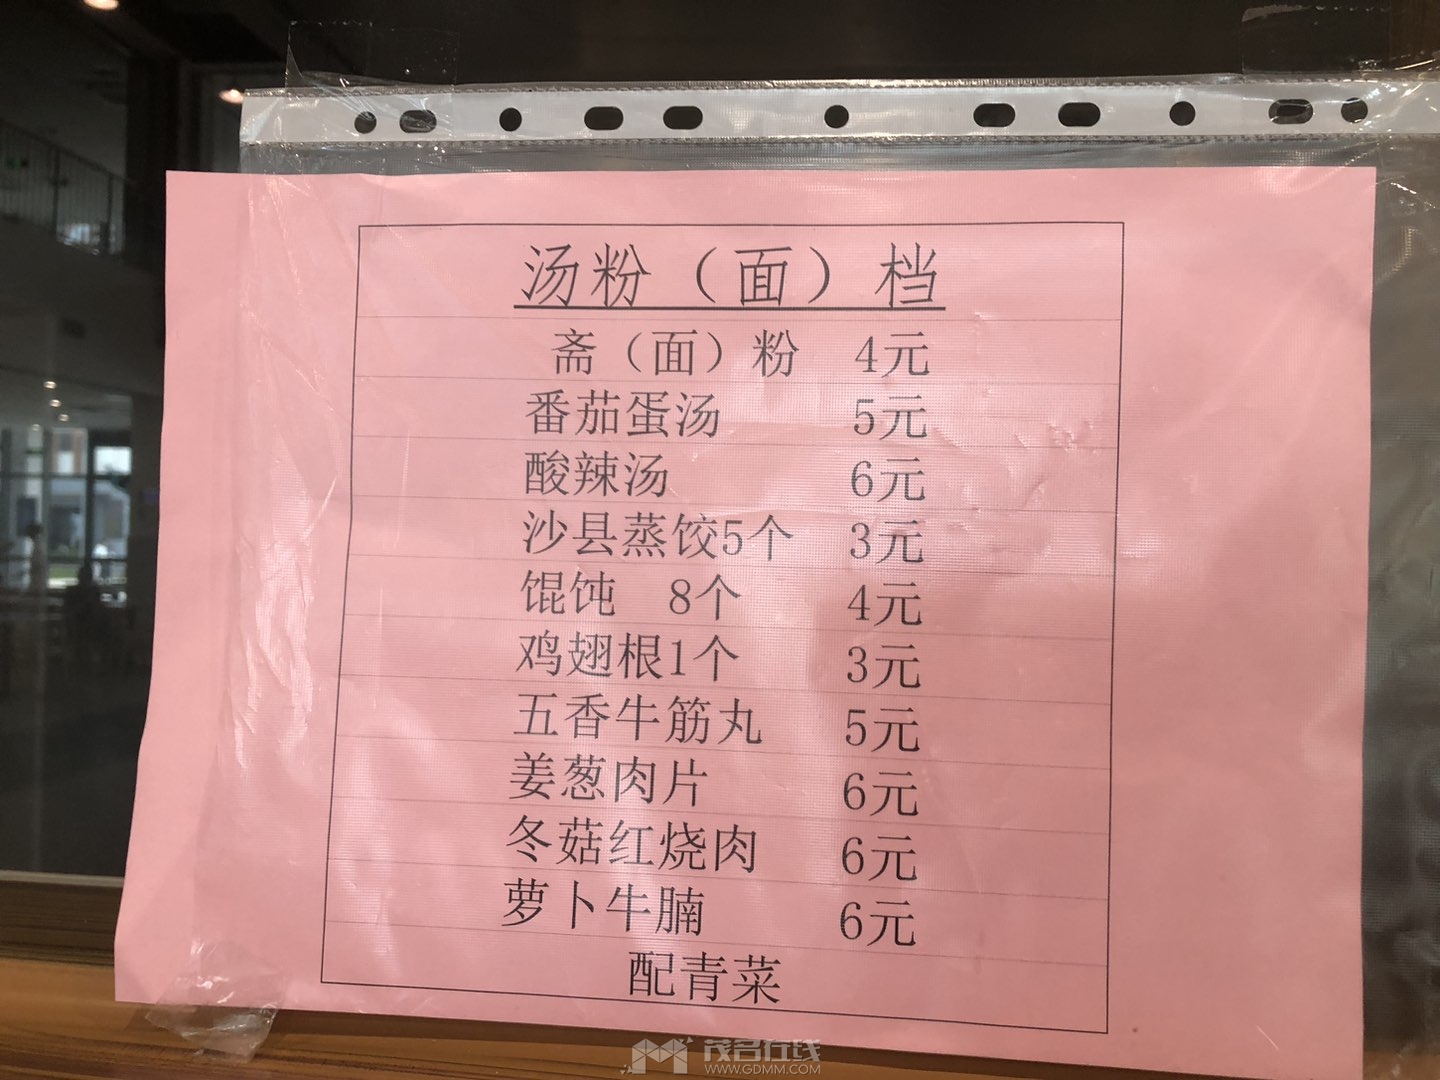 汤粉（面）档
斋（面）粉 4元
番茄蛋汤 5元
酸辣汤 6元
沙县蒸饺5个 3元
馄饨 8个 4元
鸡翅根1个 3元
五香牛筋丸 5元
姜葱肉片 6元
冬菇红烧肉 6元
萝卜牛腩 6元
配青菜
茂名在线
WWW.GDMM.COM